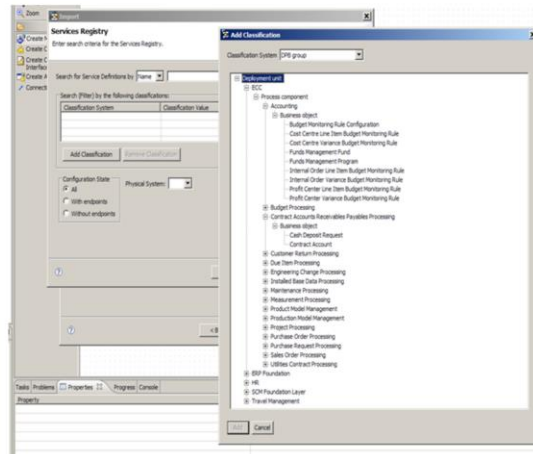 Zoom
Import
Services Registry
Enter search criteria for the Services Registry.
Search for Service Definitions by Name
Search (Filter) by the following classifications:
Classification System Classification Value
Add Classification Remove Classification
Configuration State
All
With endpoints
Without endpoints
Physical System:
Create
Create C
Create C
Interfac
Create A
Connect
Tasks Problems Properties Progress Console
Property
Add Classification
Classification System DPB group
Deployment unit
ECC
Process component
Accounting
Business object
Budget Monitoring Rule Configuration
Cost Centre Line Item Budget Monitoring Rule
Cost Centre Variance Budget Monitoring Rule
Funds Management Fund
Funds Management Program
Internal Order Line Item Budget Monitoring Rule
Internal Order Variance Budget Monitoring Rule
Profit Center Line Item Budget Monitoring Rule
Profit Center Variance Budget Monitoring Rule
Budget Processing
Contract Accounts Receivables Payables Processing
Business object
Cash Deposit Request
Contract Account
Customer Return Processing
Due Item Processing
Engineering Change Processing
Installed Base Data Processing
Maintenance Processing
Measurement Processing
Product Model Management
Production Model Management
Project Processing
Purchase Order Processing
Purchase Request Processing
Sales Order Processing
Utilities Contract Processing
ERP Foundation
HR
SCM Foundation Layer
Travel Management
Add Cancel